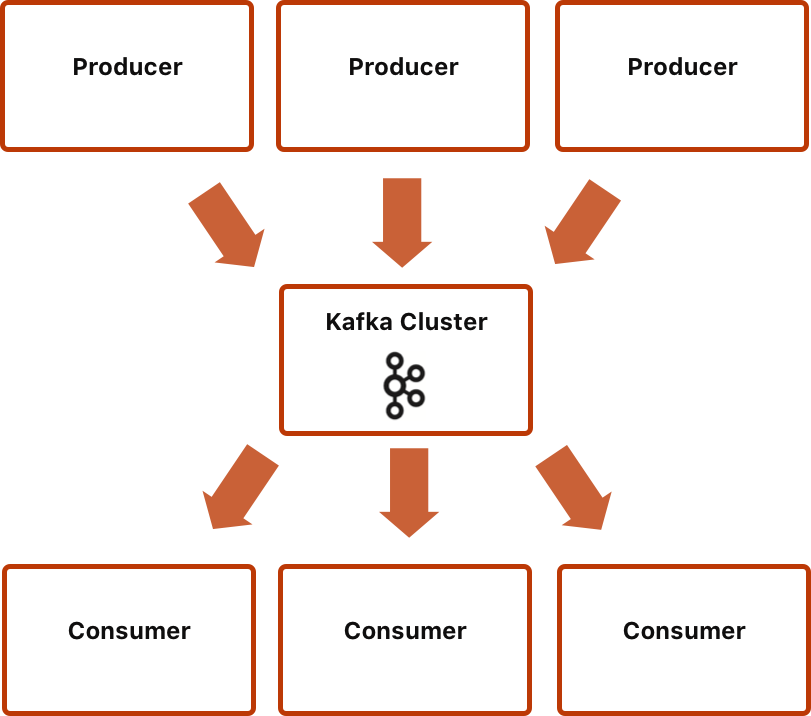 Producer
Producer
Producer
Kafka Cluster
Consumer
Consumer
Consumer